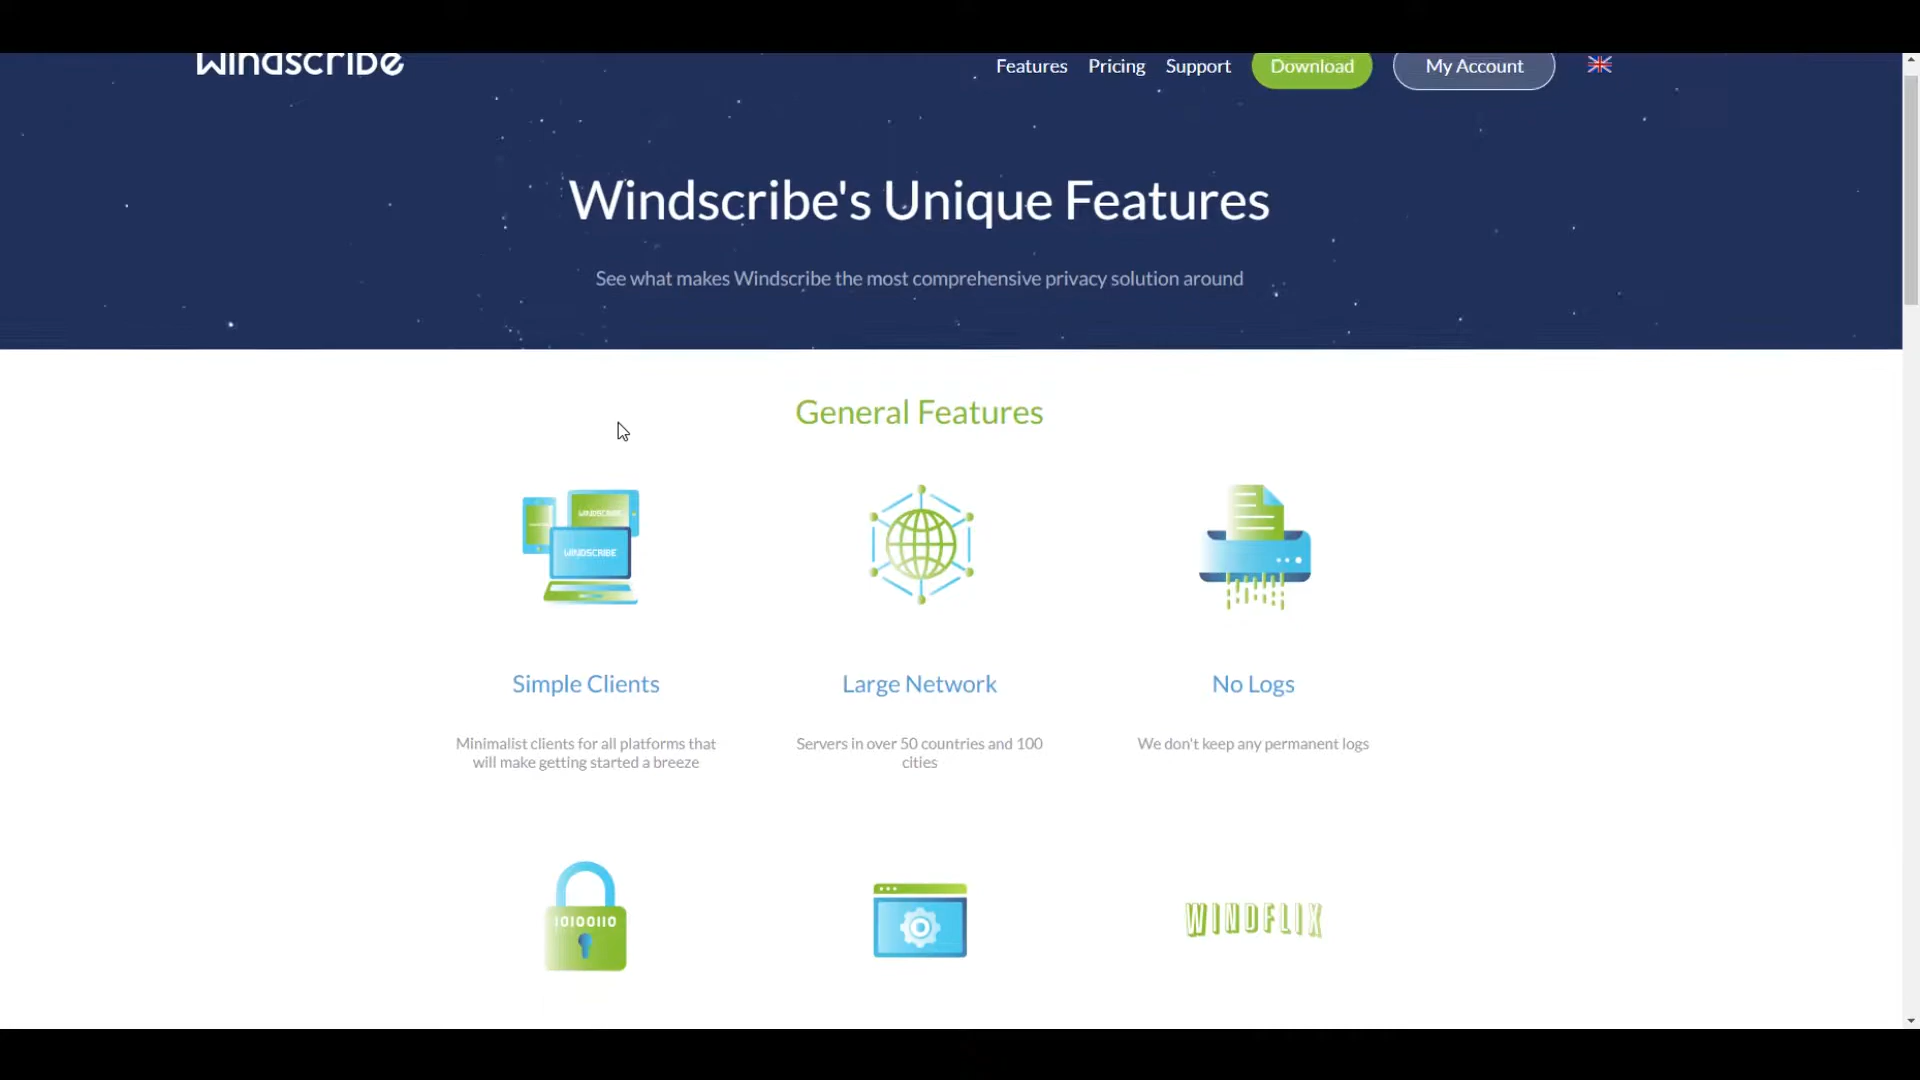 Windscribe
Features Pricing Support Download My Account
Windscribe's Unique Features
See what makes Windscribe the most comprehensive privacy solution around
General Features
WINDSCRIBE
WINDSCRIBE
Simple Clients
Large Network
No Logs
Minimalist clients for all platforms that
will make getting started a breeze
Servers in over 50 countries and 100
cities
We don't keep any permanent logs
10100110
WINDFLIX